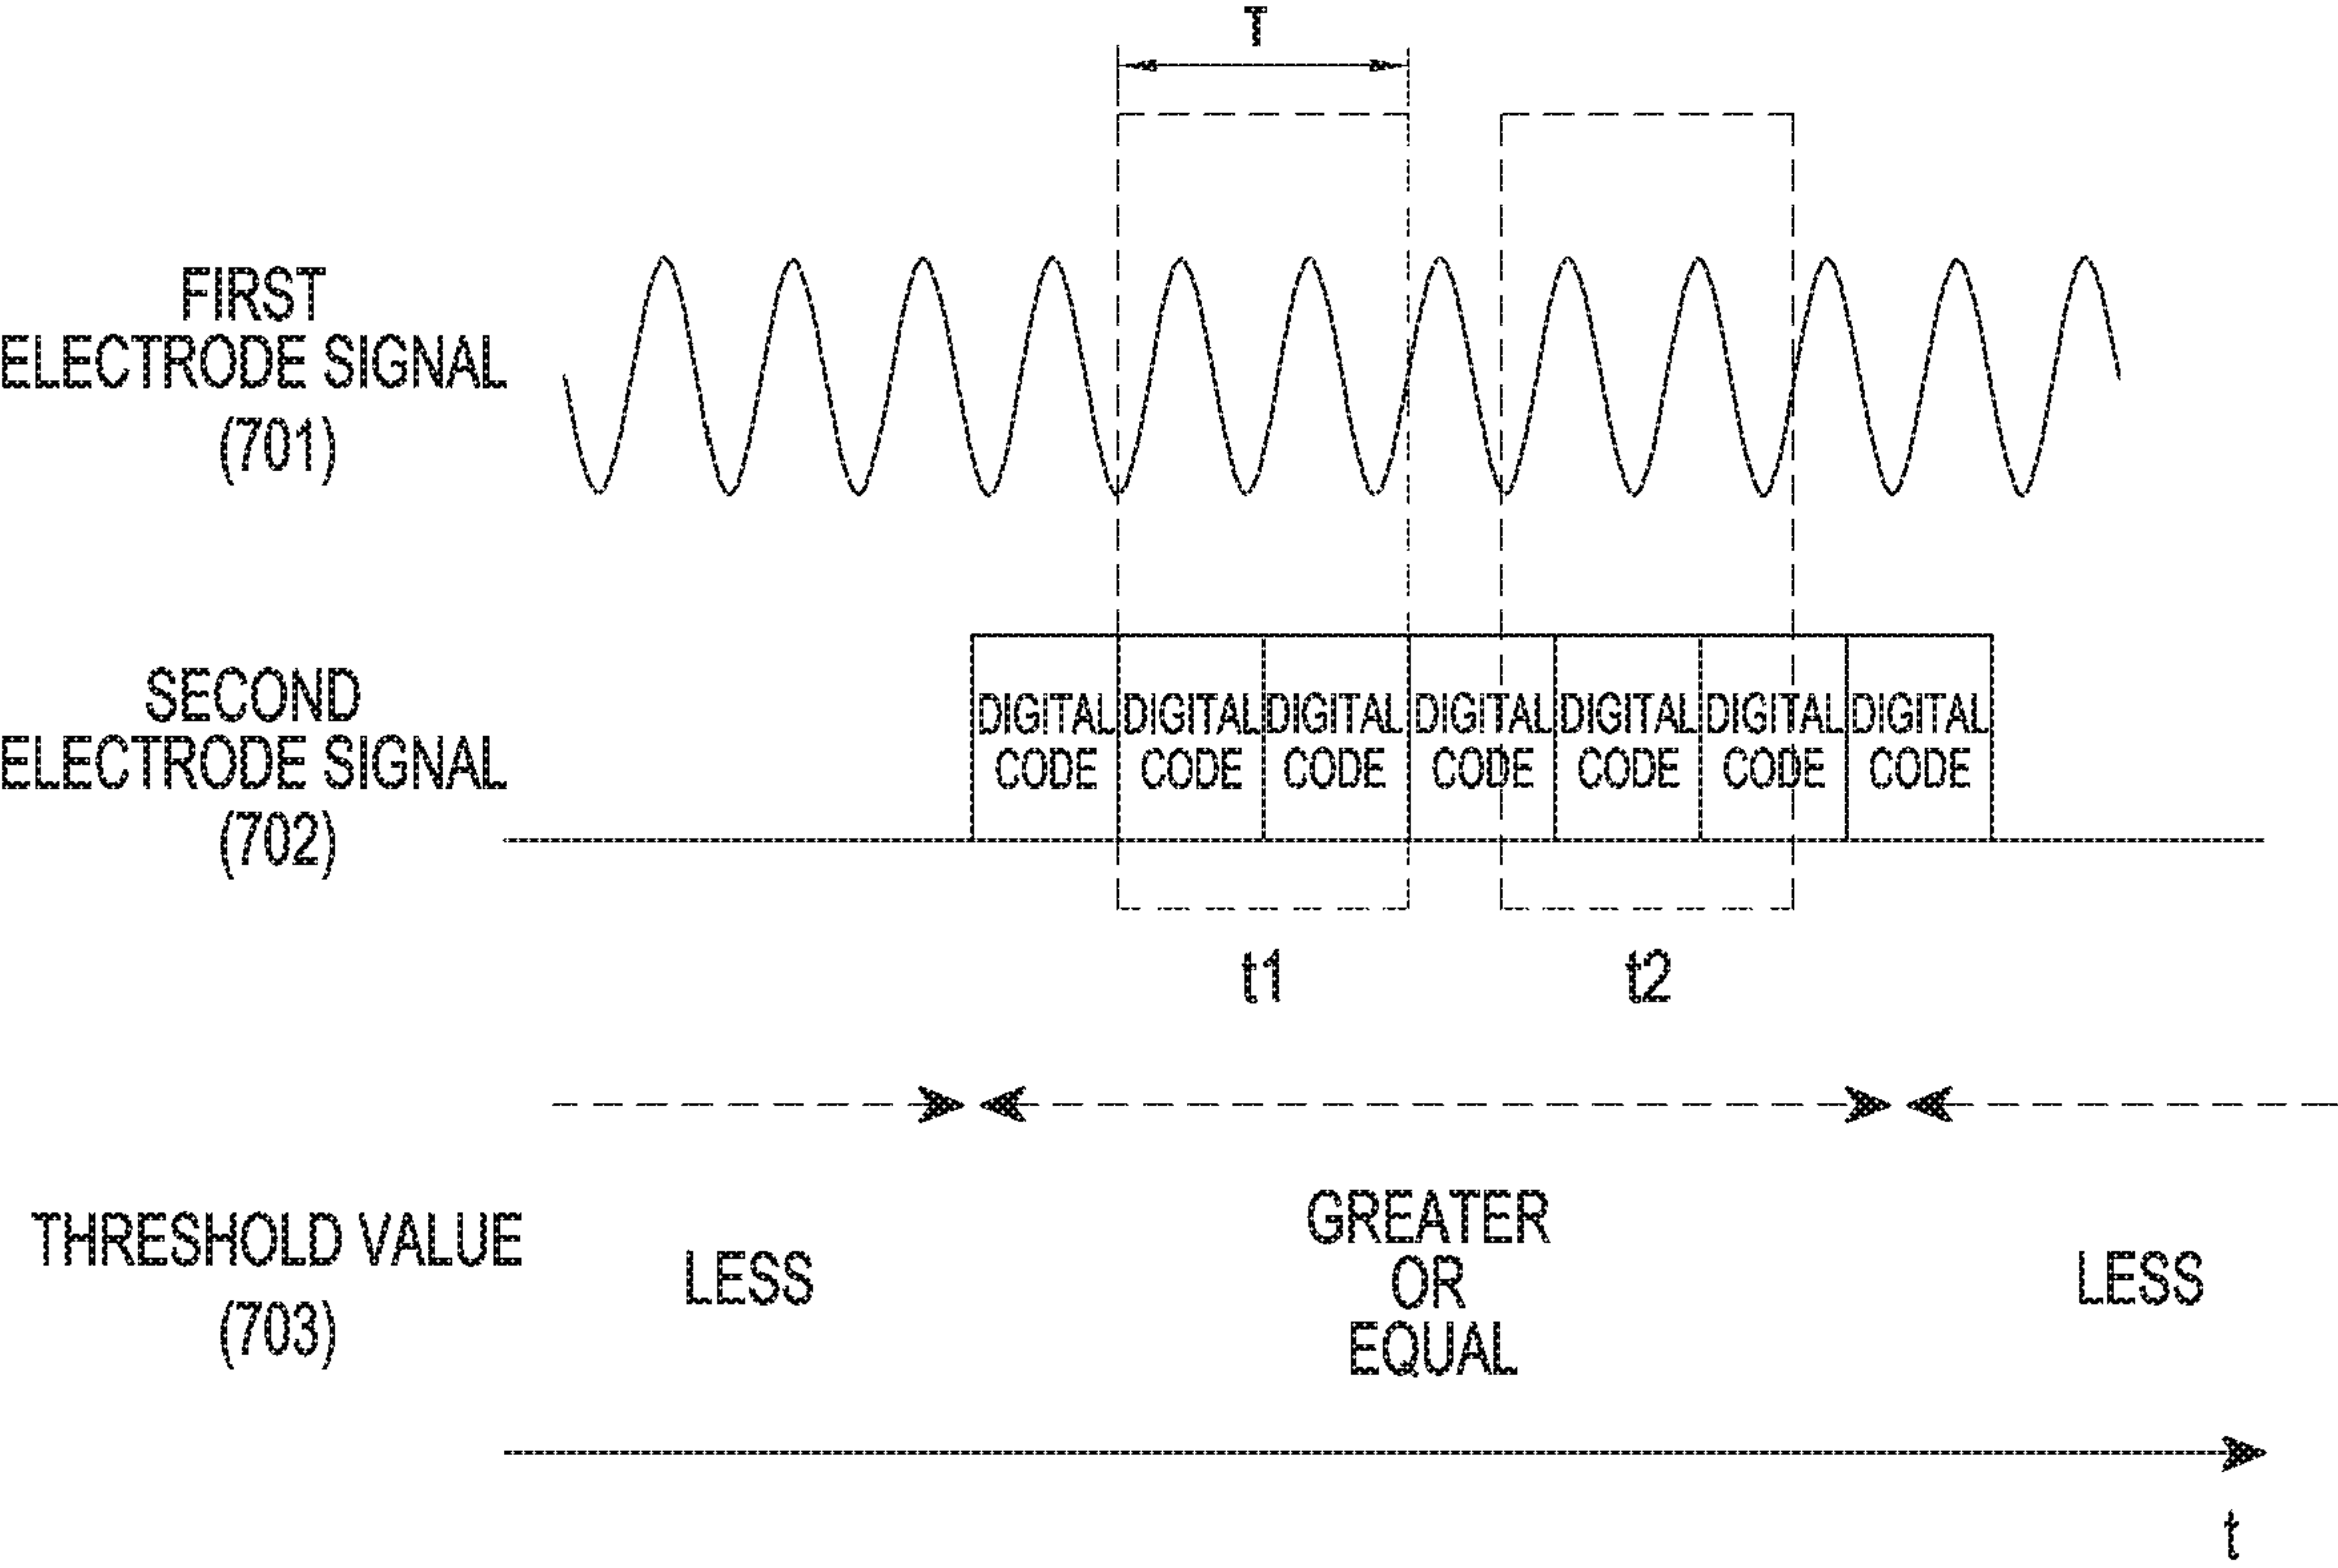 T
FIRST
ELECTRODE SIGNAL
(701)
SECOND
ELECTRODE SIGNAL
(702)
DIGITAL DIGITAL DIGITAL DIGITAL DIGITAL DIGITAL DIGITAL
CODE CODE CODE CODE CODE CODE CODE
t1 t2
THRESHOLD VALUE
(703)
LESS
GREATER
OR
EQUAL
LESS
t